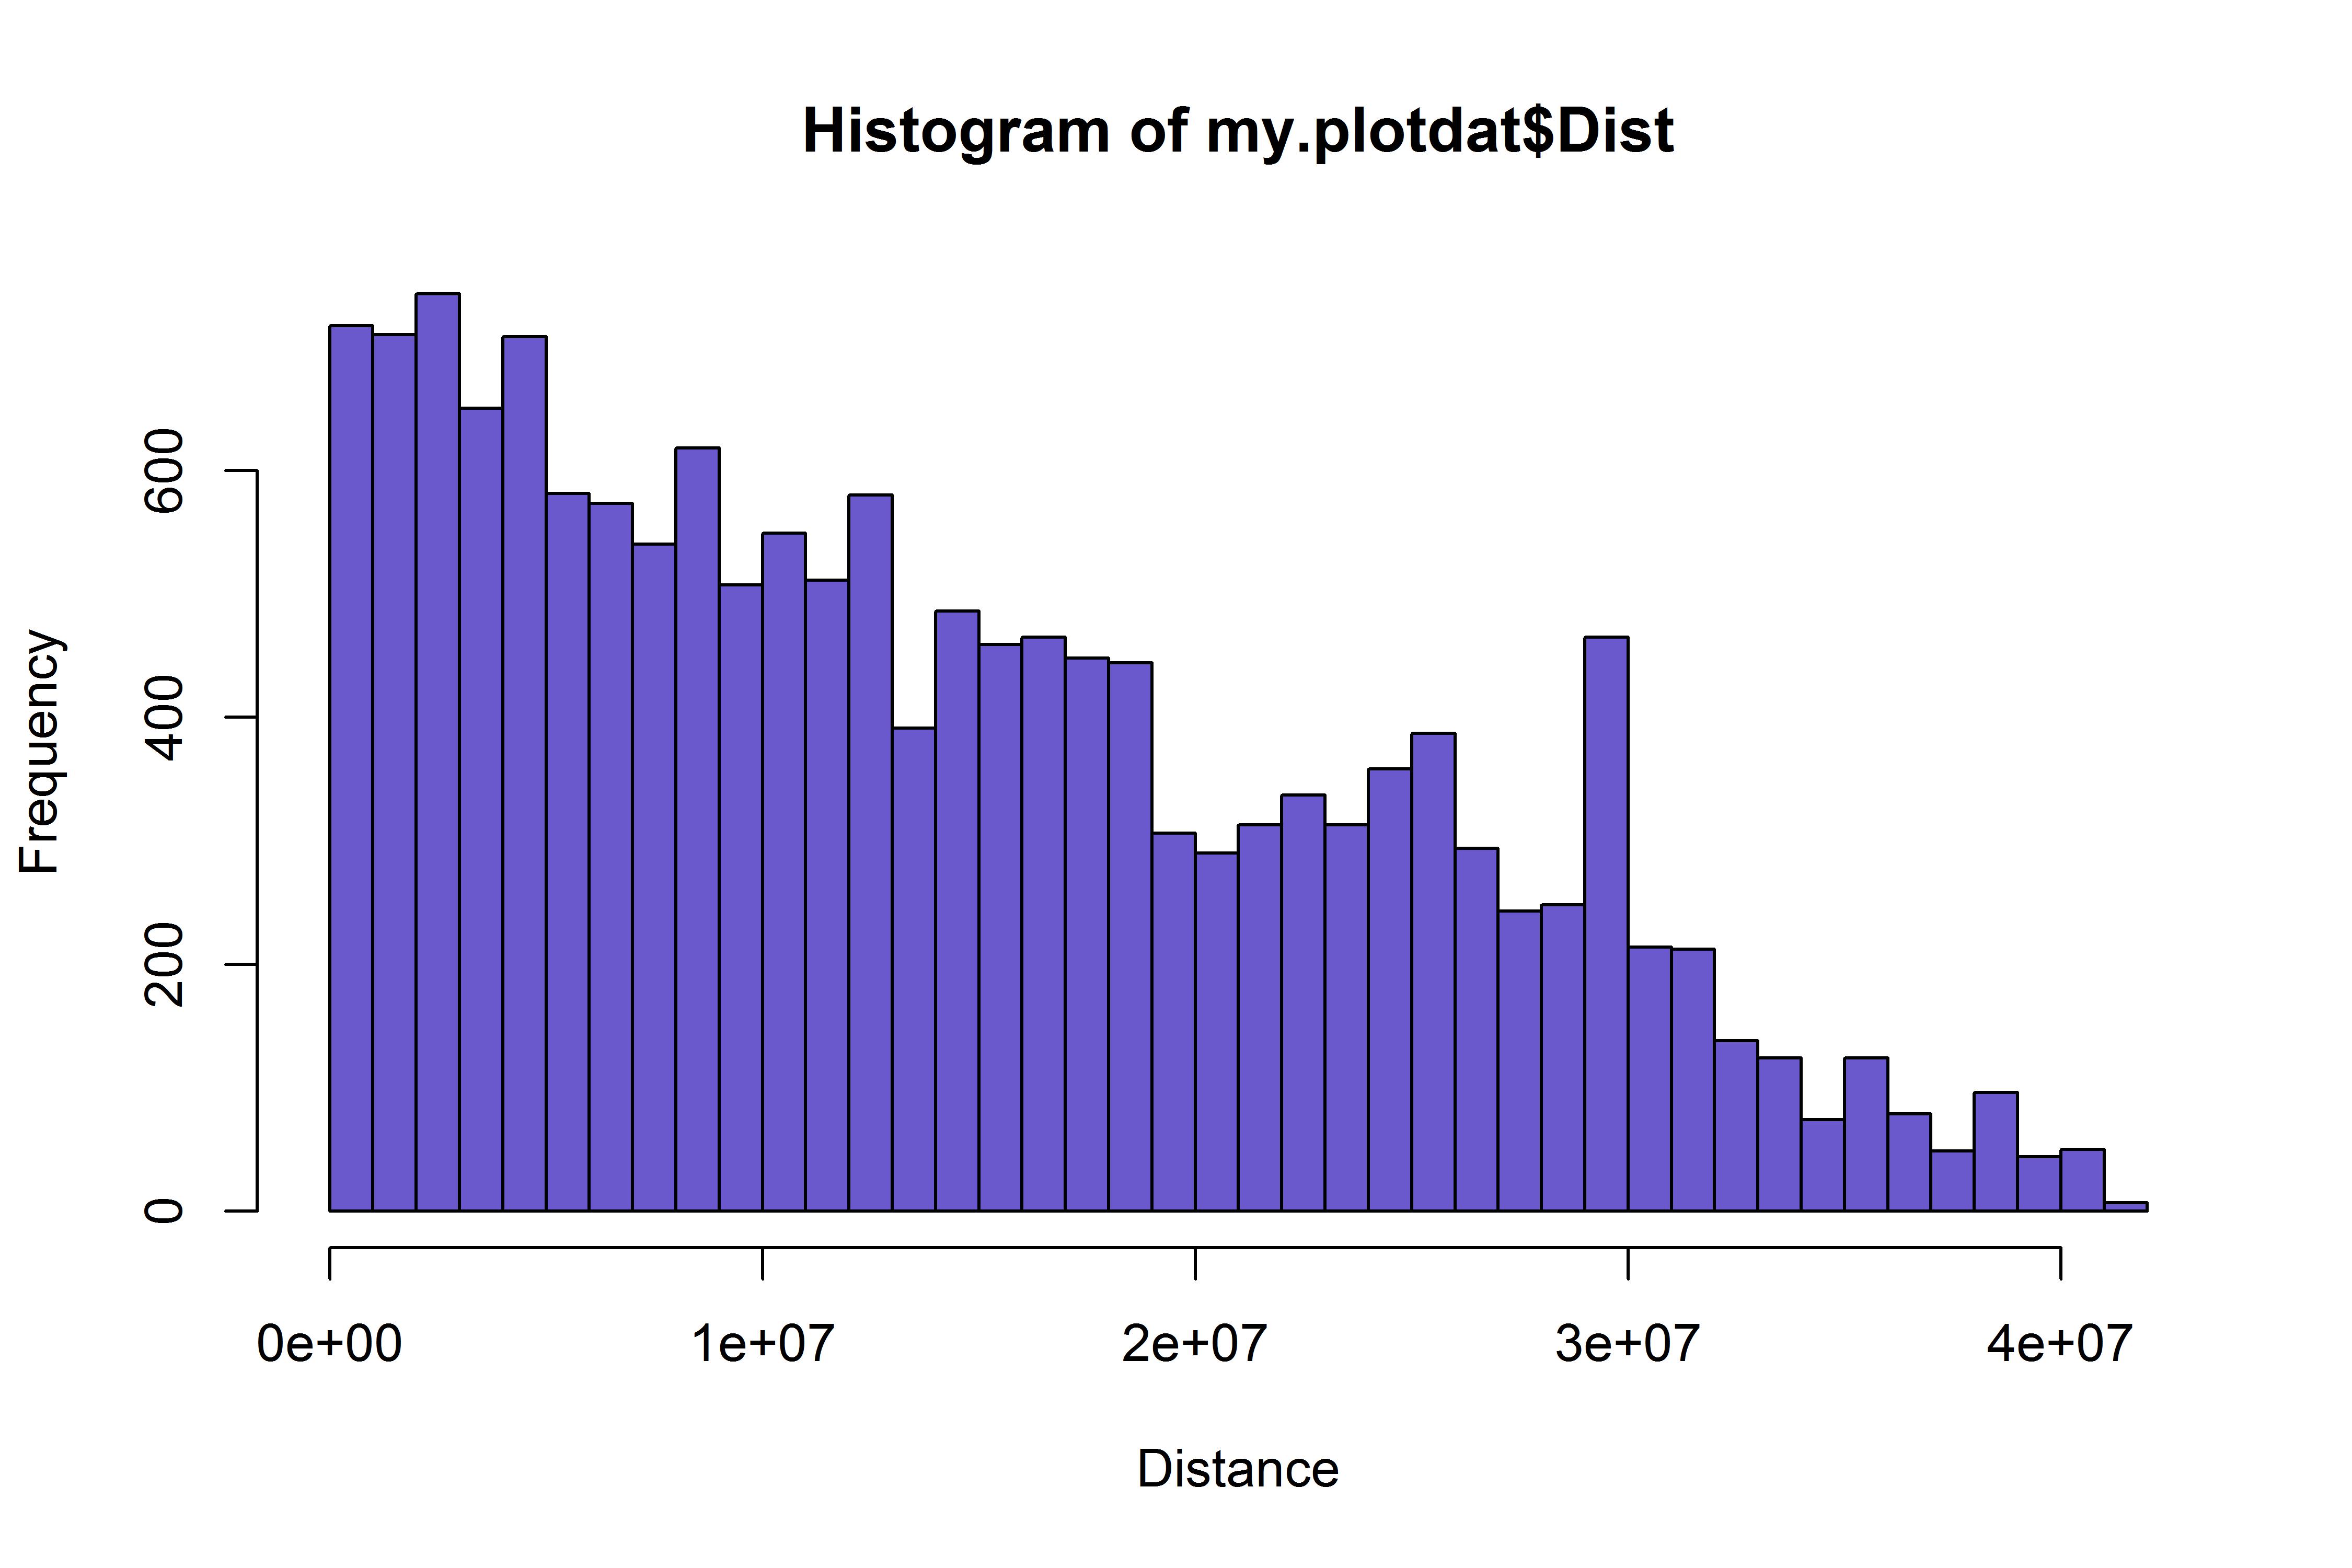 Histogram of my.plotdat$Dist
Frequency
600
400
200
0
0e+00 1e+07 2e+07 3e+07 4e+07
Distance